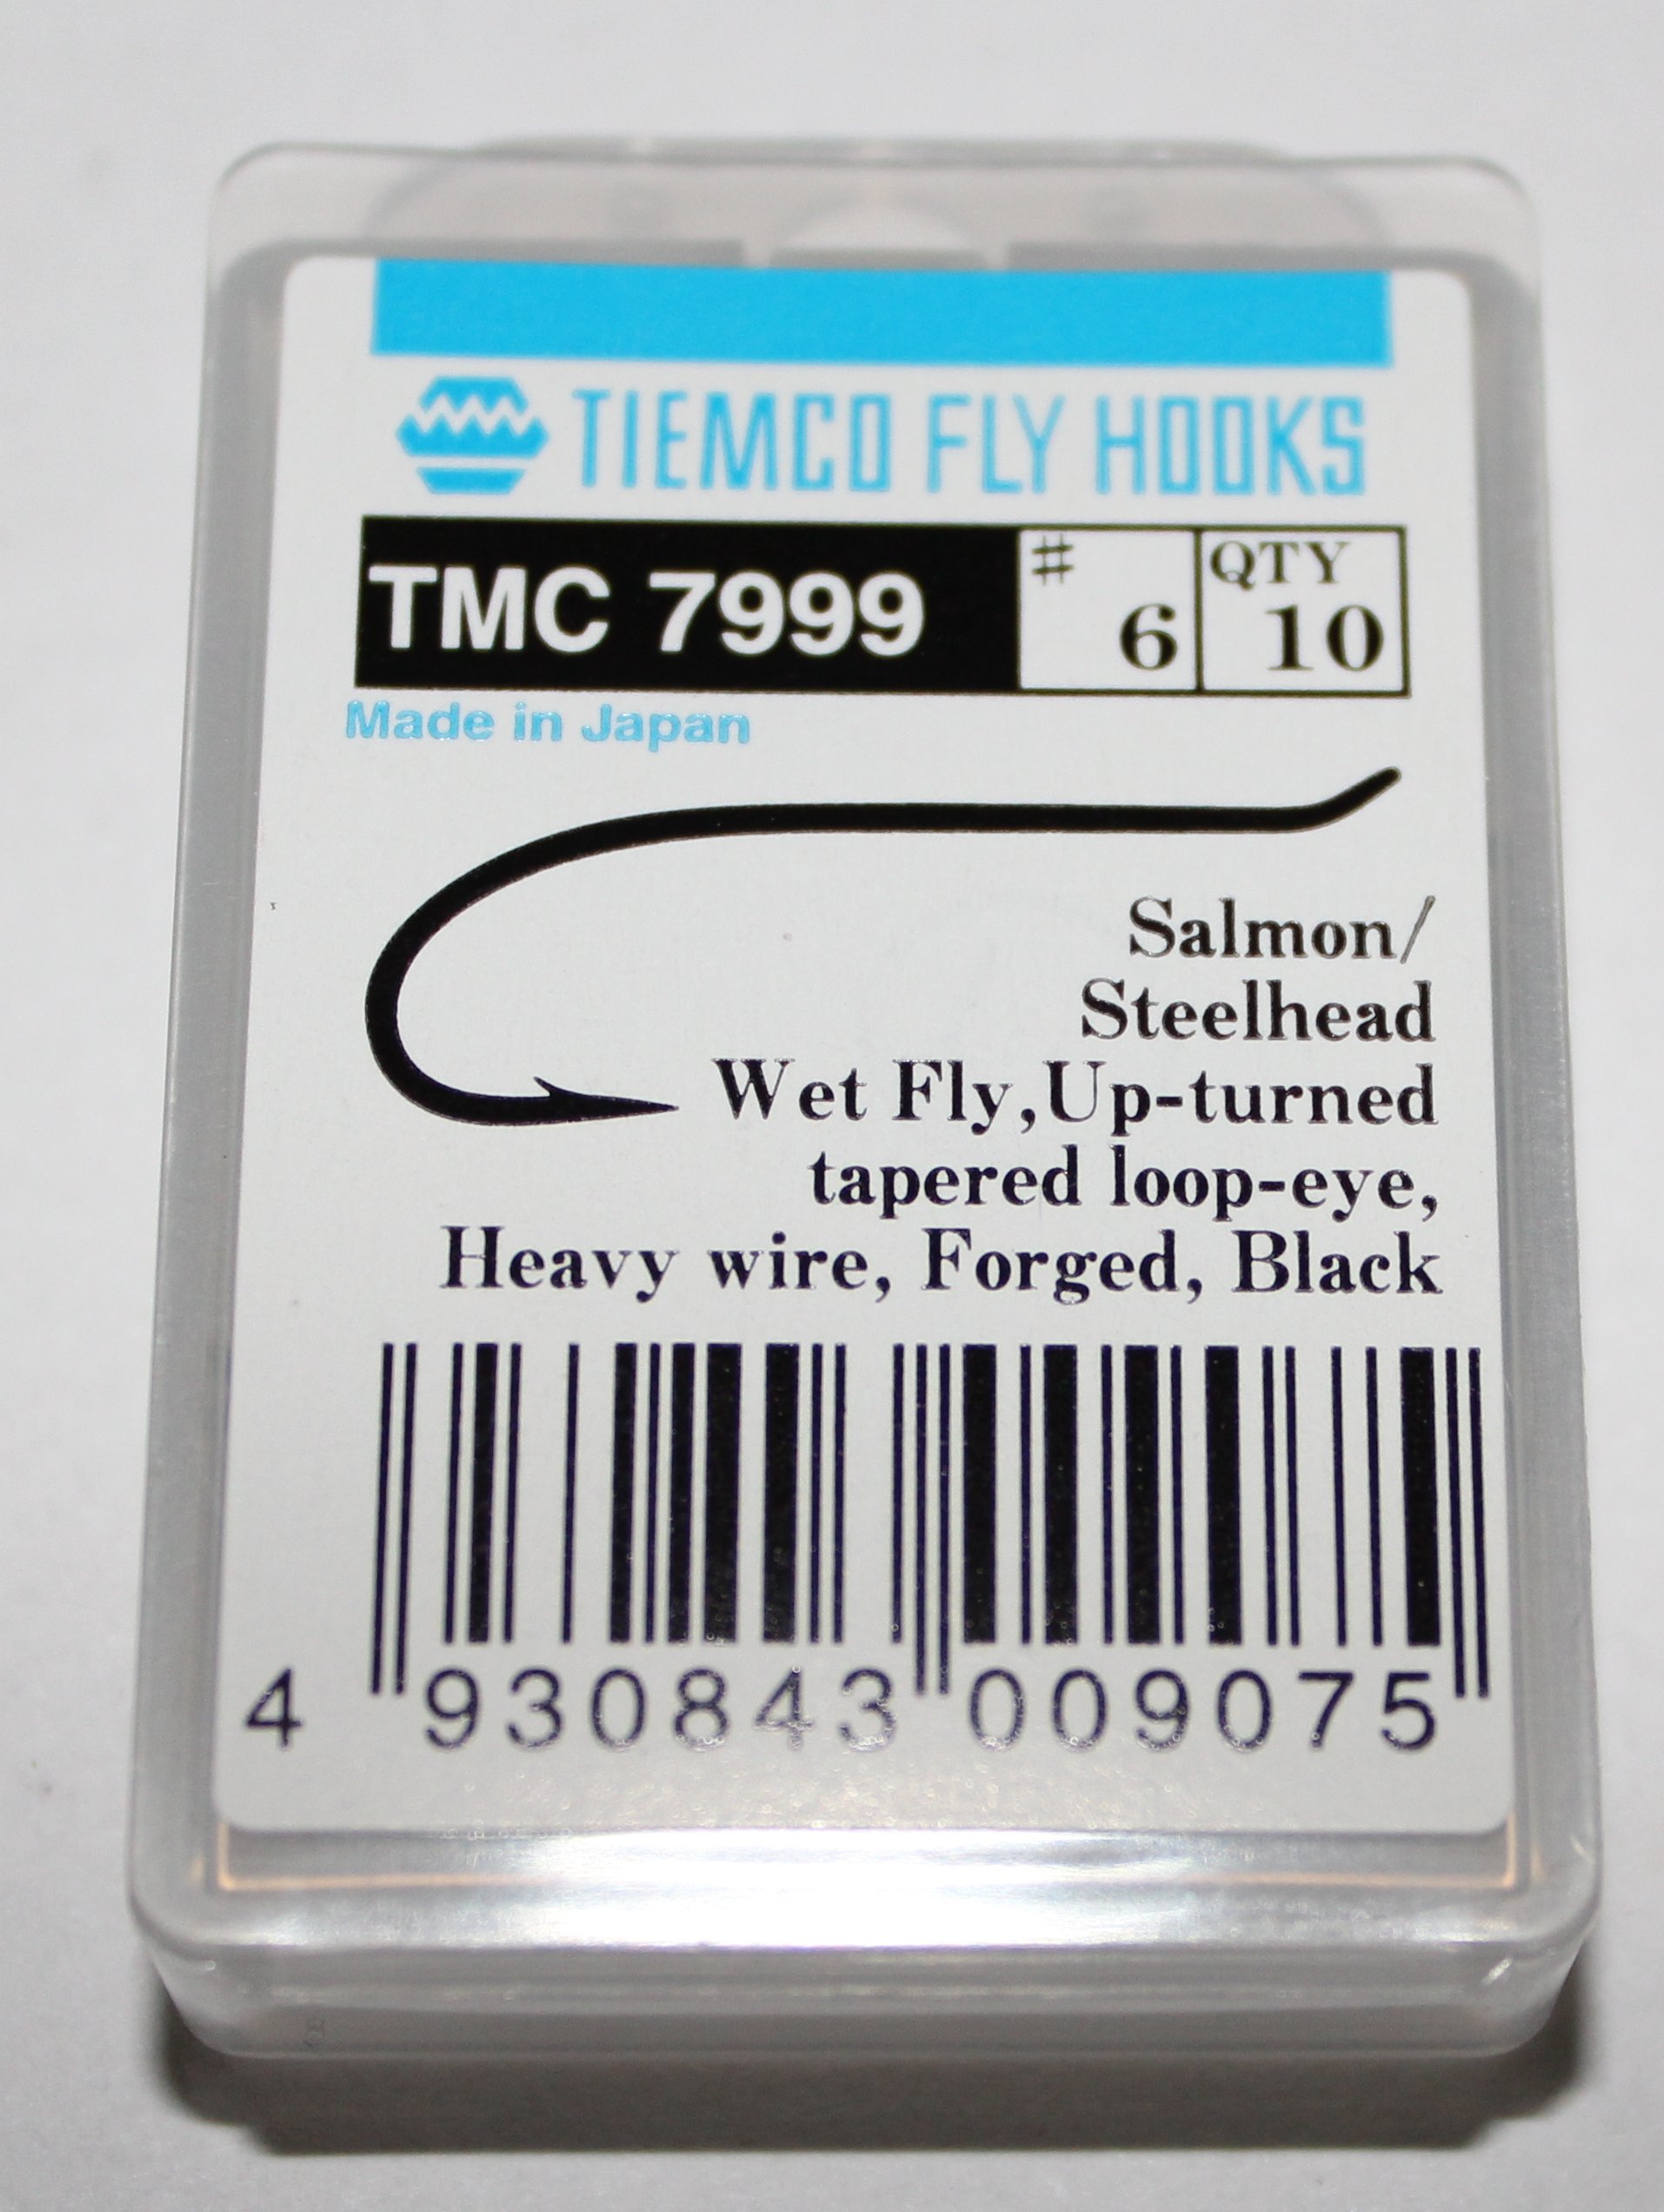 TIEMCO FLY HOOKS
TMC 7999 # 6 QTY 10
Made in Japan
Salmon/
Steelhead
Wet Fly,Up-turned
tapered loop-eye,
Heavy wire, Forged, Black
4 930843 009075